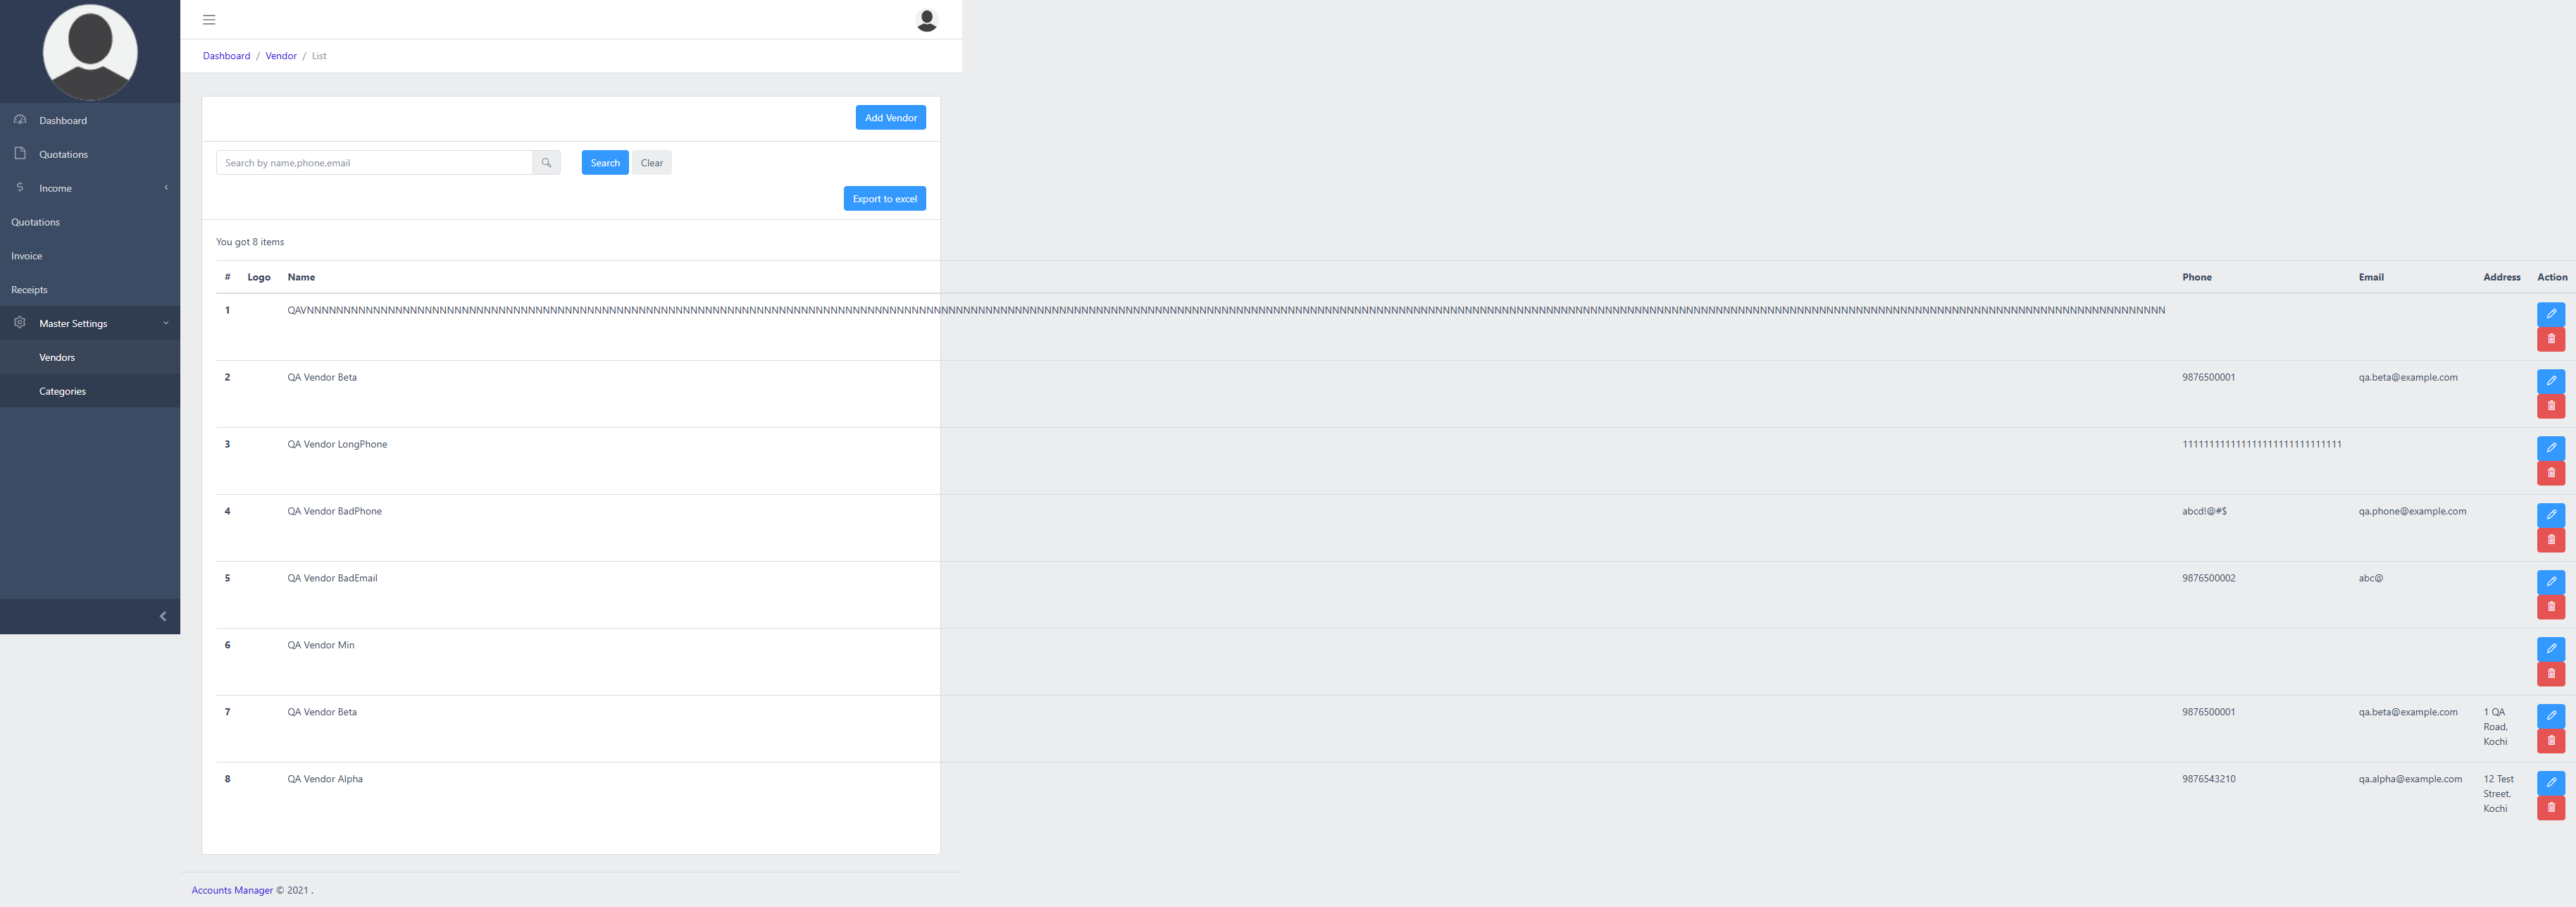 Dashboard / Vendor / List
Dashboard
Quotations
Income
Quotations
Invoice
Receipts
Master Settings
Vendors
Categories
Add Vendor
Search by name,phone,email
Search Clear
Export to excel
You got 8 items
# Logo Name Phone Email Address Action
1
2 QA Vendor Beta 9876500001 qa.beta@example.com
3 QA Vendor LongPhone
4 QA Vendor BadPhone abcd!@#$ qa.phone@example.com
5 QA Vendor BadEmail 9876500002 abc@
6 QA Vendor Min
7 QA Vendor Beta 9876500001 qa.beta@example.com 1 QA
Road,
Kochi
8 QA Vendor Alpha 9876543210 qa.alpha@example.com 12 Test
Street,
Kochi
Accounts Manager © 2021 .